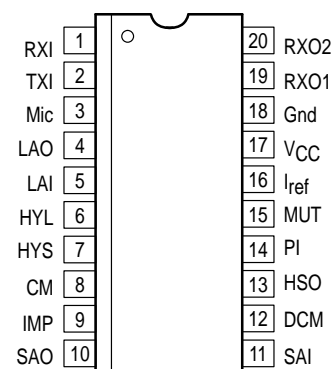 RXI 1 20 RXO2
TXI 2 19 RXO1
Mic 3 18 Gnd
LAO 4 17 VCC
LAI 5 16 Iref
HYL 6 15 MUT
HYS 7 14 PI
CM 8 13 HSO
IMP 9 12 DCM
SAO 10 11 SAI